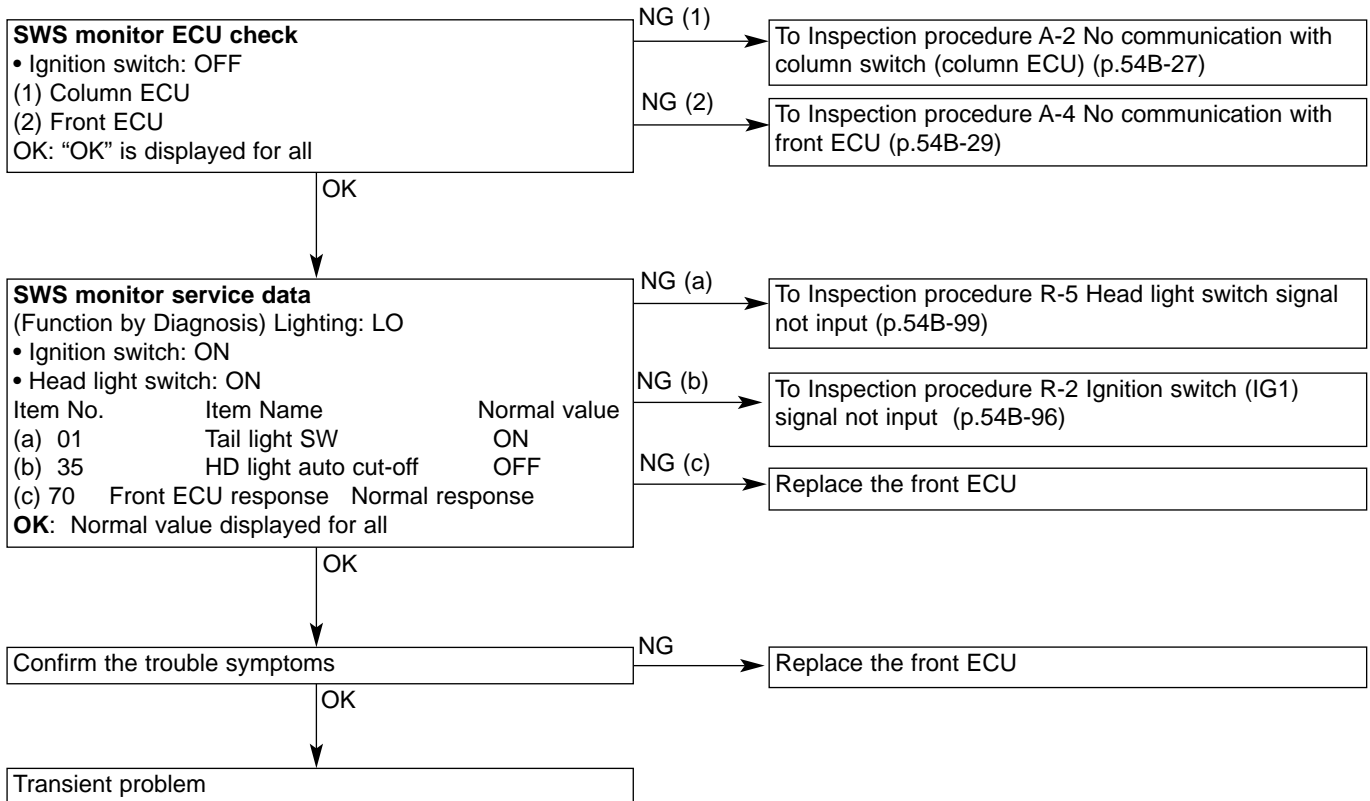 SWS monitor ECU check
• Ignition switch: OFF
(1) Column ECU
(2) Front ECU
OK: “OK” is displayed for all
NG (1)
To Inspection procedure A-2 No communication with
column switch (column ECU) (p.54B-27)
NG (2)
To Inspection procedure A-4 No communication with
front ECU (p.54B-29)
OK
SWS monitor service data
(Function by Diagnosis) Lighting: LO
• Ignition switch: ON
• Head light switch: ON
Item No. Item Name Normal value
(a) 01 Tail light SW ON
(b) 35 HD light auto cut-off OFF
(c) 70 Front ECU response Normal response
OK: Normal value displayed for all
NG (a)
To Inspection procedure R-5 Head light switch signal
not input (p.54B-99)
NG (b)
To Inspection procedure R-2 Ignition switch (IG1)
signal not input (p.54B-96)
NG (c)
Replace the front ECU
OK
Confirm the trouble symptoms
NG
Replace the front ECU
OK
Transient problem